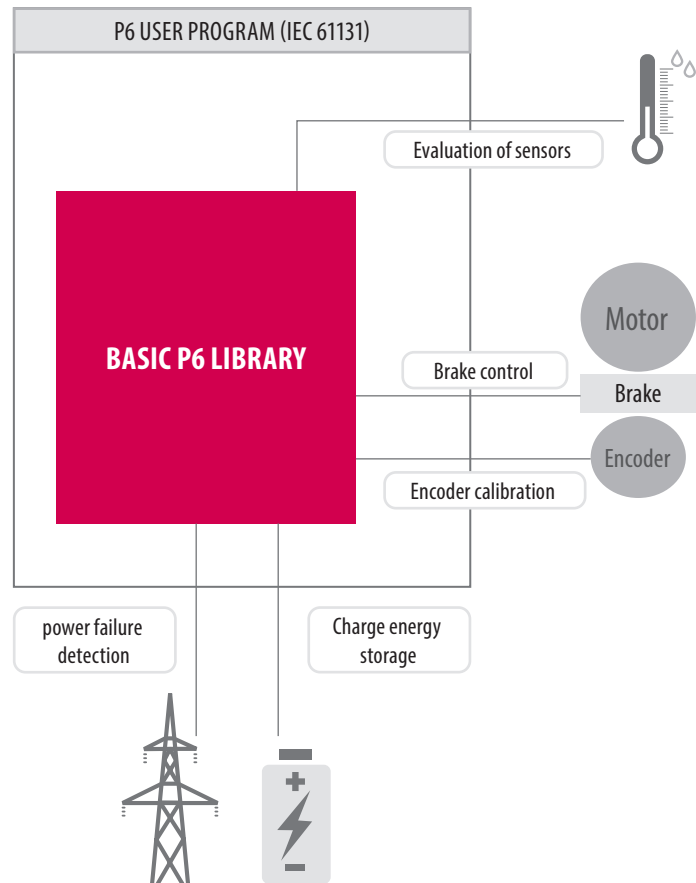 P6 USER PROGRAM (IEC 61131)
Evaluation of sensors
Motor
BASIC P6 LIBRARY
Brake control
Brake
Encoder
Encoder calibration
power failure
detection
Charge energy
storage